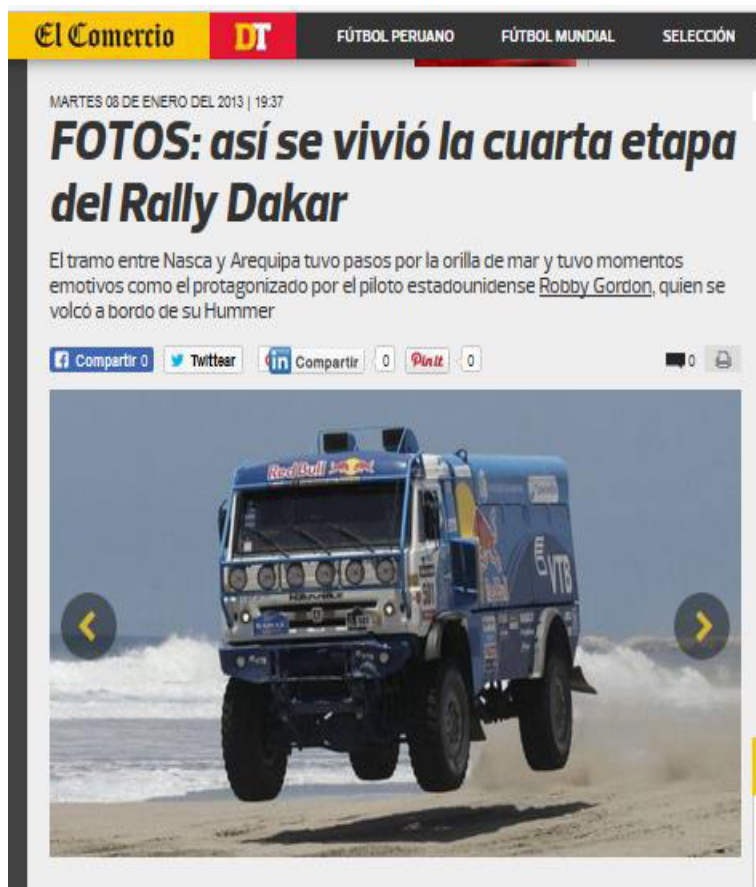 El Comercio DT FÚTBOL PERUANO FÚTBOL MUNDIAL SELECCIÓN
MARTES 08 DE ENERO DEL 2013 | 19:37
FOTOS: así se vivió la cuarta etapa
del Rally Dakar
El tramo entre Nasca y Arequipa tuvo pasos por la orilla de mar y tuvo momentos
emotivos como el protagonizado por el piloto estadounidense Robby Gordon, quien se
volcó a bordo de su Hummer
Compartir 0 Twittear in Compartir 0 Pin it 0 0
Red Bull
Red Bull
VTB
KAMAZ